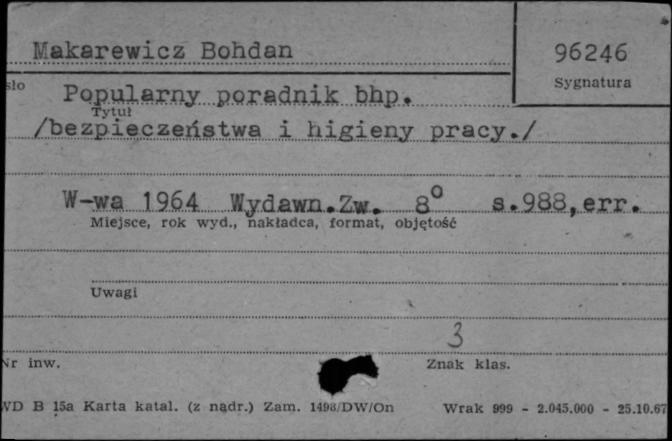 Makarewicz Bohdan
96246
Sygnatura
sło
Popularny poradnik bhp.
Tytuł
/bezpieczeństwa i higieny pracy./
W-wa 1964 Wydawn.Zw. 8° s.988,err.
Miejsce, rok wyd., nakładca, format, objętość
Uwagi
3
Nr inw.
Znak klas.
WD B 15a Karta katal. (z nadr.) Zam. 1498/DW/On Wrak 999 - 2.045.000 - 25.10.67